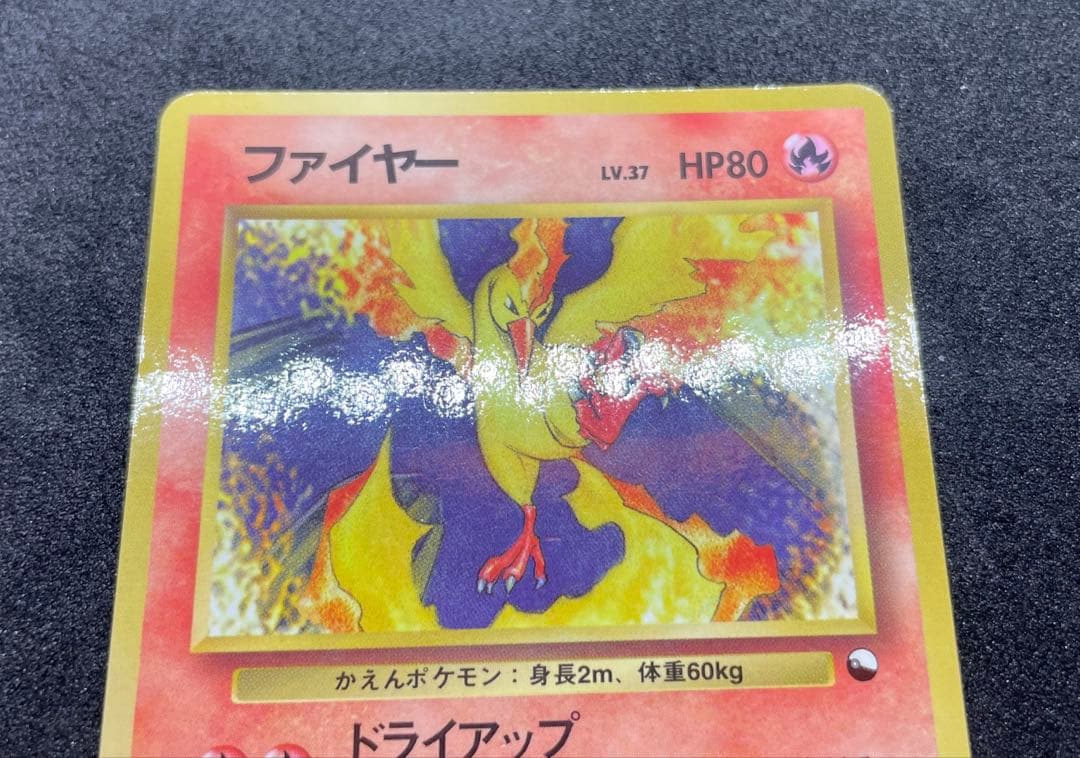 ファイヤー LV.37 HP80
かえんポケモン：身長2m、体重60kg
ドライアップ